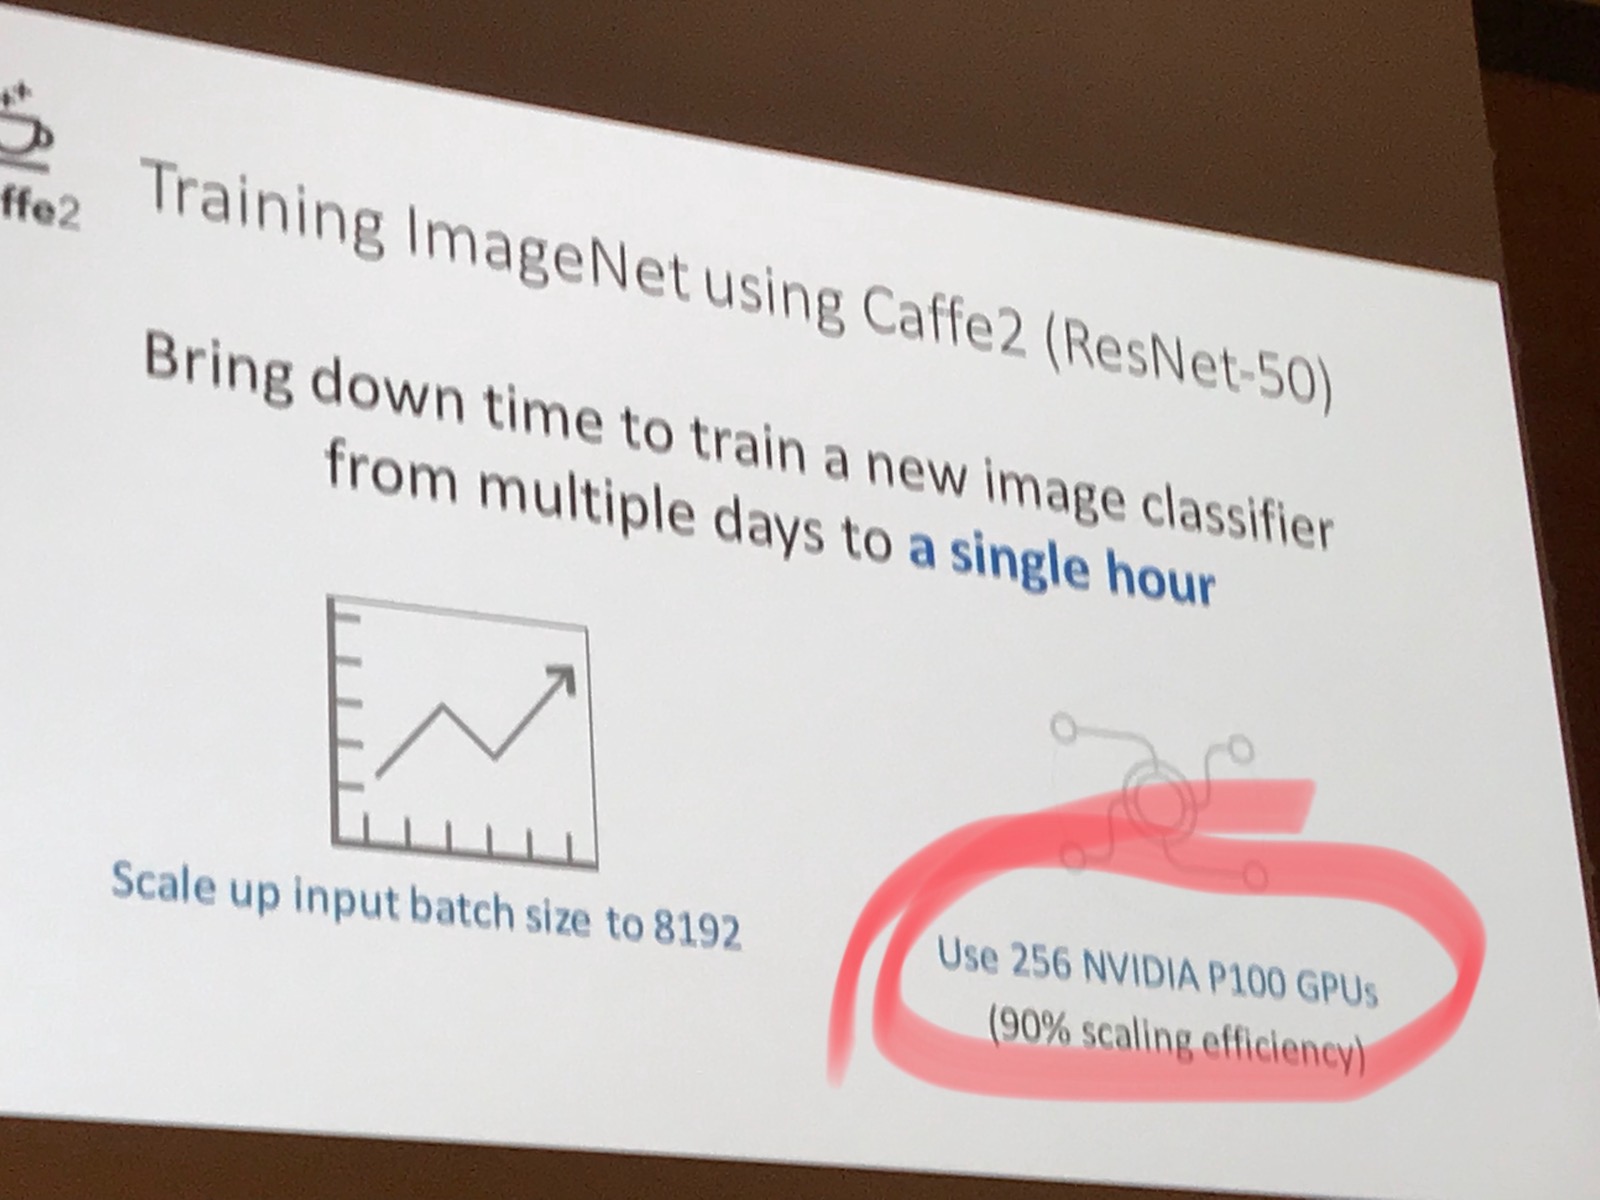 ffe2
Training ImageNet using Caffe2 (ResNet-50)
Bring down time to train a new image classifier
from multiple days to a single hour
Scale up input batch size to 8192
Use 256 NVIDIA P100 GPUs
(90% scaling efficiency)